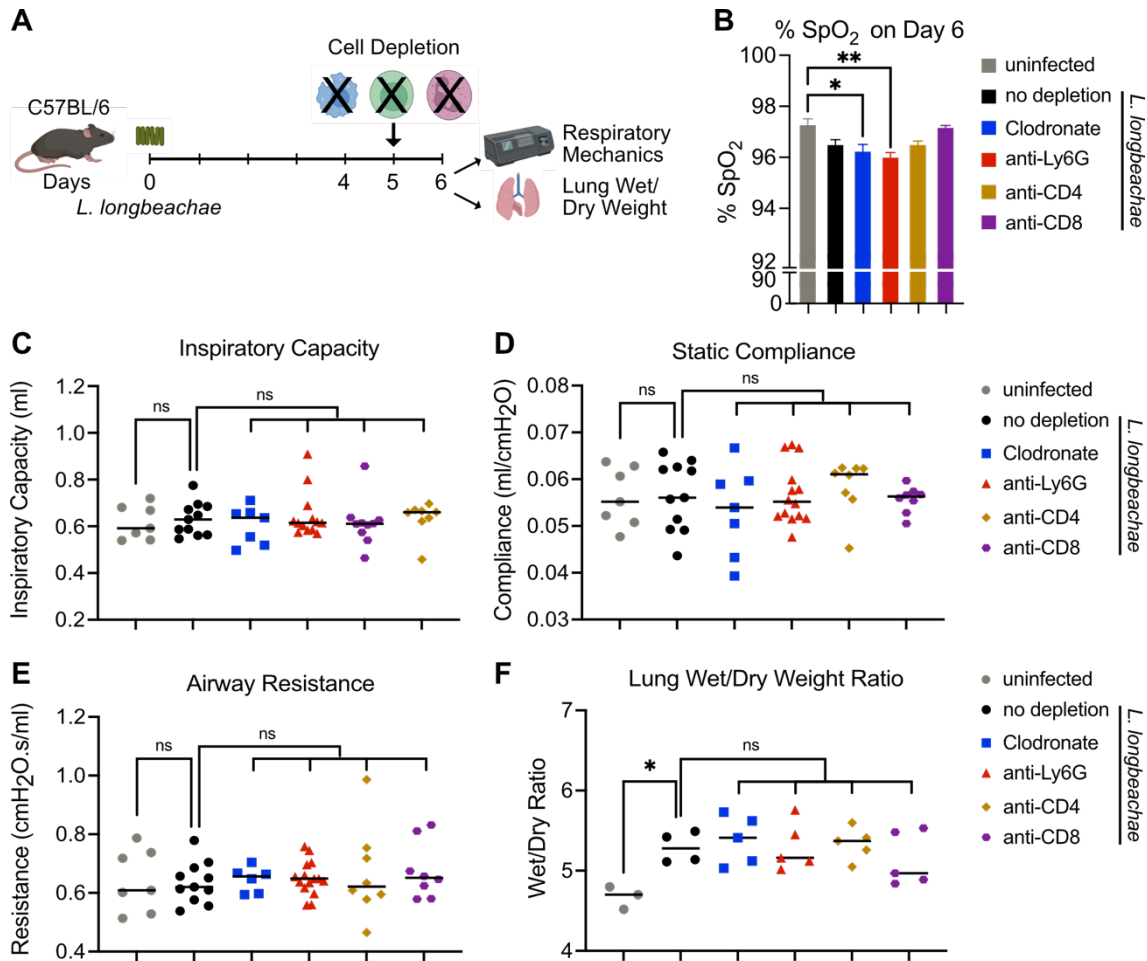 A
Cell Depletion
C57BL/6
Days
0
4
5
6
L. longbeachae
Respiratory
Mechanics
Lung Wet/
Dry Weight
B
% SpO2 on Day 6
% SpO2
100
98
96
94
92
90
0
*
**
uninfected
no depletion
Clodronate
anti-Ly6G
anti-CD4
anti-CD8
L. longbeachae
C
Inspiratory Capacity
Inspiratory Capacity (ml)
1.2
1.0
0.8
0.6
0.4
0.2
ns
ns
D
Static Compliance
Compliance (ml/cmH2O)
0.08
0.07
0.06
0.05
0.04
0.03
ns
ns
uninfected
no depletion
Clodronate
anti-Ly6G
anti-CD4
anti-CD8
L. longbeachae
E
Airway Resistance
Resistance (cmH2O.s/ml)
1.2
1.0
0.8
0.6
0.4
ns
ns
F
Lung Wet/Dry Weight Ratio
Wet/Dry Ratio
7
6
5
4
*
ns
uninfected
no depletion
Clodronate
anti-Ly6G
anti-CD4
anti-CD8
L. longbeachae